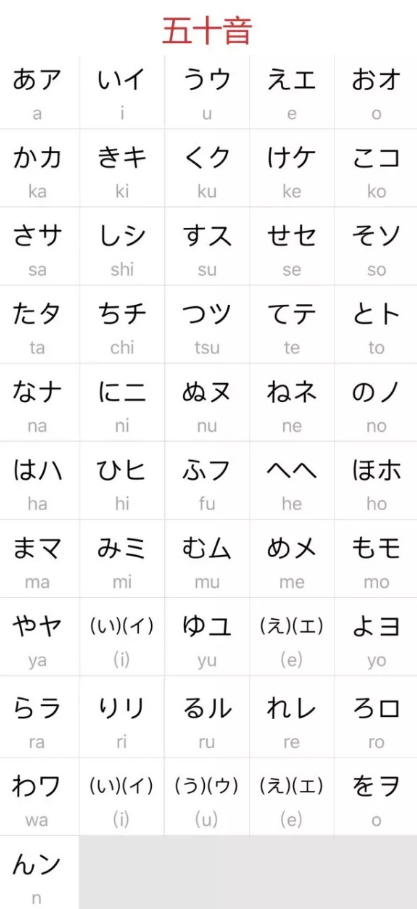 五十音
あア いイ うウ えエ おオ
a i u e o
かカ きキ くク けケ こコ
ka ki ku ke ko
さサ しシ すス せセ そソ
sa shi su se so
たタ ちチ つツ てテ とト
ta chi tsu te to
なナ にニ ぬヌ ねネ のノ
na ni nu ne no
はハ ひヒ ふフ へヘ ほホ
ha hi fu he ho
まマ みミ むム めメ もモ
ma mi mu me mo
やヤ (い)(イ) ゆユ (え)(エ) よヨ
ya (i) yu (e) yo
らラ りリ るル れレ ろロ
ra ri ru re ro
わワ (い)(イ) (う)(ウ) (え)(エ) をヲ
wa (i) (u) (e) o
んン
n